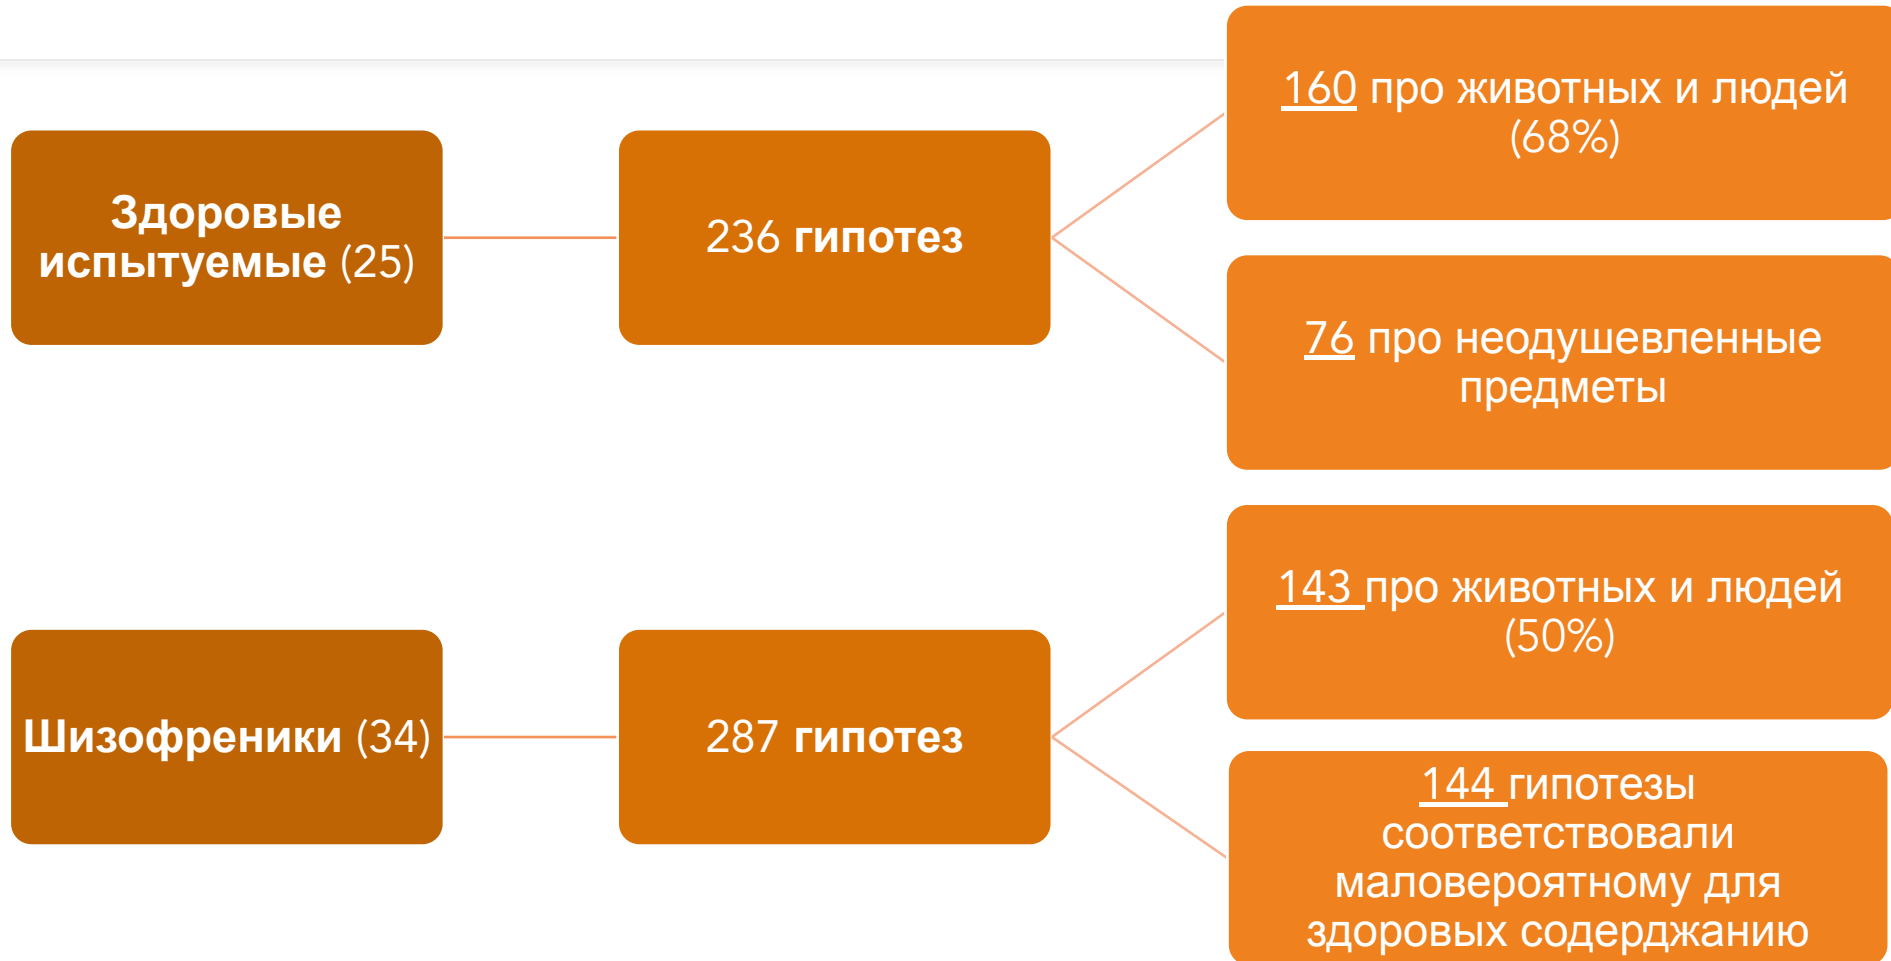 Здоровые
испытуемые (25)
236 гипотез
160 про животных и людей
(68%)
76 про неодушевленные
предметы
Шизофреники (34)
287 гипотез
143 про животных и людей
(50%)
144 гипотезы
соответствовали
маловероятному для
здоровых содерджанию